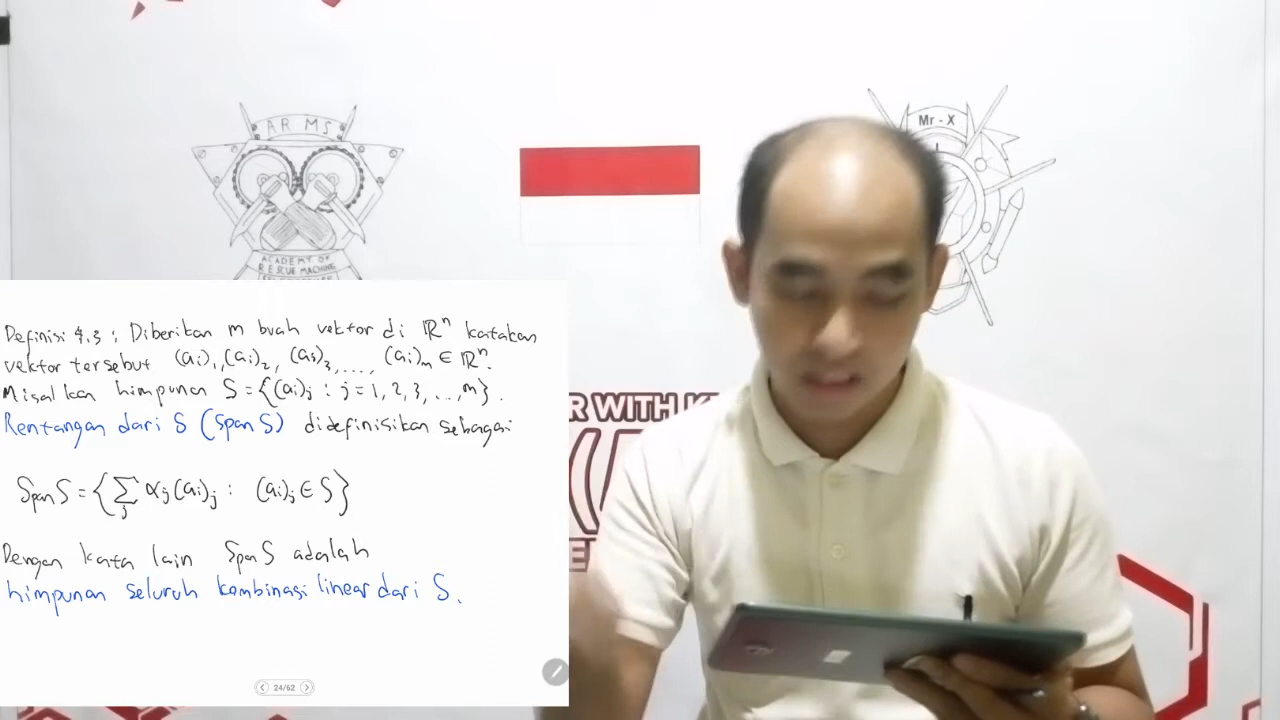 ARMS
Mr - X
ACADEMY OF
RESCUE MACHINE
R WITH K
Definisi 4.3 : Diberikan m buah vektor di ℝⁿ katakan
vektor tersebut (aᵢ)₁, (aᵢ)₂, (aᵢ)₃, ..., (aᵢ)ₘ ∈ ℝⁿ.
Misalkan himpunan S = {(aᵢ)ⱼ : j = 1, 2, 3, ..., m}.
Rentangan dari S (Span S) didefinisikan sebagai
Span S = {∑ⱼ αⱼ(aᵢ)ⱼ : (aᵢ)ⱼ ∈ S}
Dengan kata lain Span S adalah
himpunan seluruh kombinasi linear dari S.
24/62